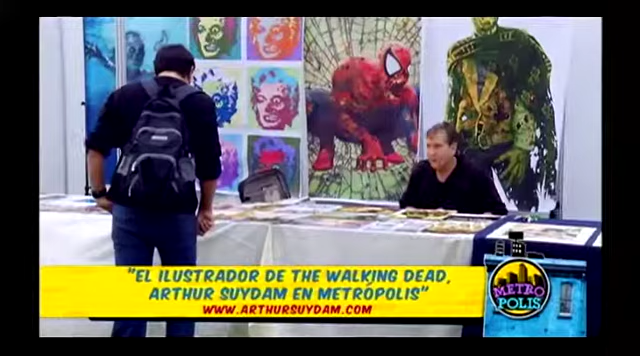 "EL ILUSTRADOR DE THE WALKING DEAD,
ARTHUR SUYDAM EN METRÓPOLIS"
WWW.ARTHURSUYDAM.COM
METRO
POLIS